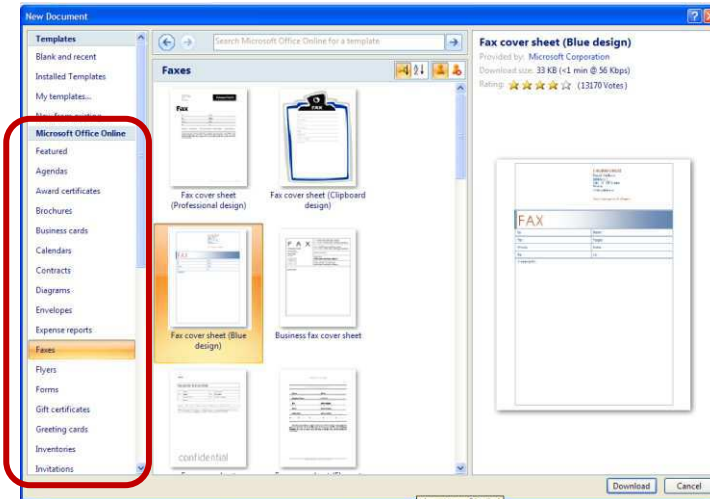 New Document
Templates
Blank and recent
Installed Templates
My templates...
New from existing...
Microsoft Office Online
Featured
Agendas
Award certificates
Brochures
Business cards
Calendars
Contracts
Diagrams
Envelopes
Expense reports
Faxes
Flyers
Forms
Gift certificates
Greeting cards
Inventories
Invitations
Search Microsoft Office Online for a template
Faxes
Fax
Fax cover sheet
(Professional design)
FAX
Fax cover sheet (Clipboard
design)
FAX
Fax cover sheet (Blue
design)
FAX
Business fax cover sheet
confidential
Fax cover sheet (Blue design)
Provided by: Microsoft Corporation
Download size: 33 KB (<1 min @ 56 Kbps)
Rating: (13170 Votes)
FAX
Download
Cancel